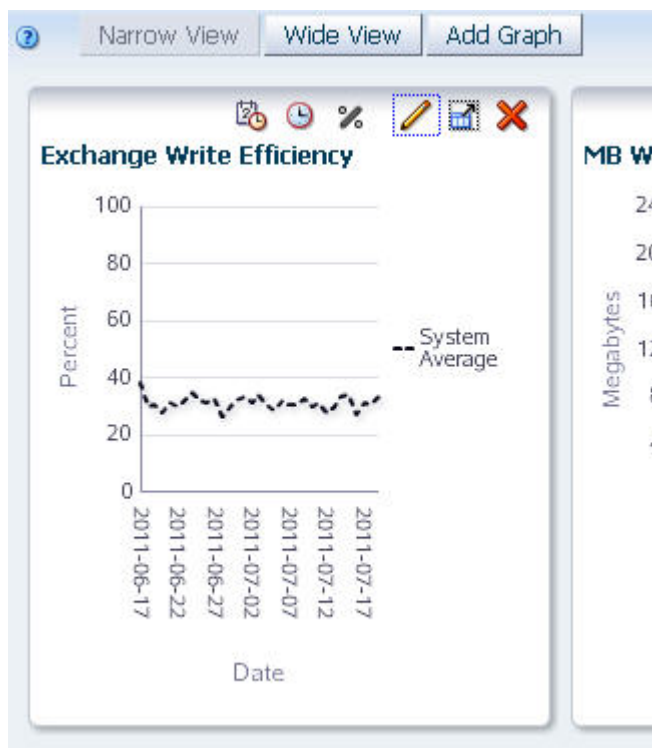 Narrow View
Wide View
Add Graph
Exchange Write Efficiency
100
80
60
40
20
0
Percent
System
Average
2011-06-17
2011-06-22
2011-06-27
2011-07-02
2011-07-07
2011-07-12
2011-07-17
Date
MB
Megabytes